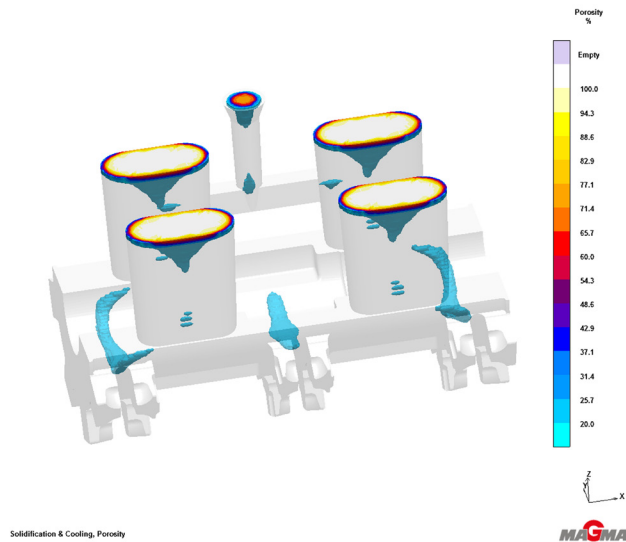 Porosity
%
Empty
100.0
94.3
88.6
82.9
77.1
71.4
65.7
60.0
54.3
48.6
42.9
37.1
31.4
25.7
20.0
Z
Y
X
Solidification & Cooling, Porosity
MAGMA